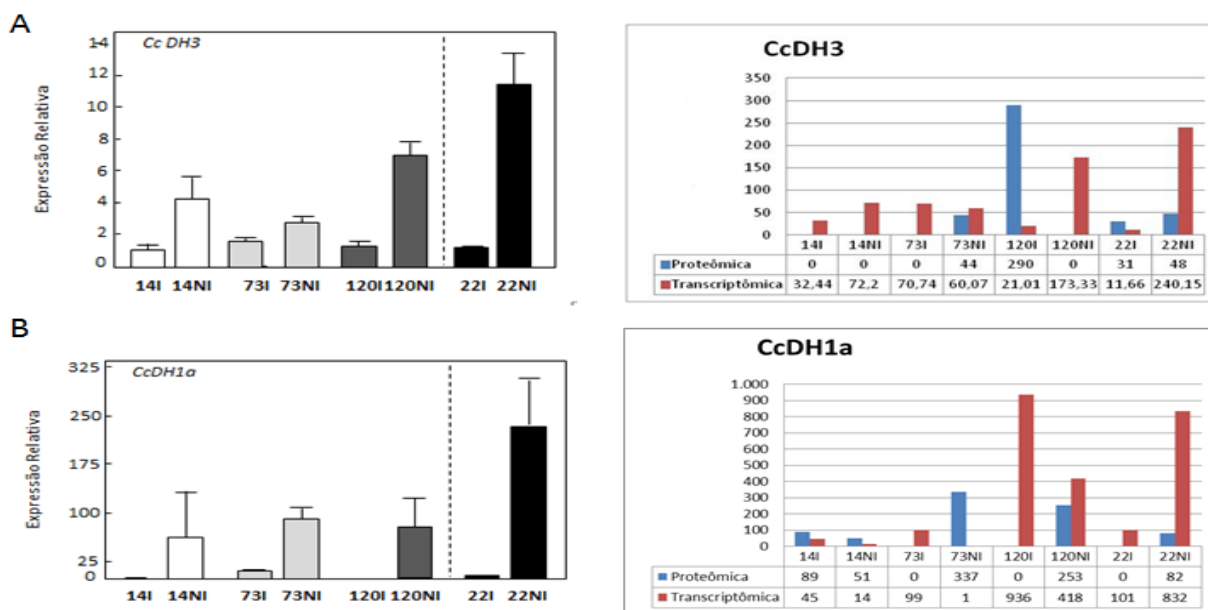 A
Cc DH3
Expressão Relativa
14
12
10
8
6
4
2
0
14I 14NI 73I 73NI 120I 120NI 22I 22NI
CcDH3
350
300
250
200
150
100
50
0
14I 14NI 73I 73NI 120I 120NI 22I 22NI
Proteômica 0 0 0 44 290 0 31 48
Transcriptômica 32,44 72,2 70,74 60,07 21,01 173,33 11,66 240,15
B
CcDH1a
Expressão Relativa
325
250
175
100
25
0
14I 14NI 73I 73NI 120I 120NI 22I 22NI
CcDH1a
1.000
900
800
700
600
500
400
300
200
100
0
14I 14NI 73I 73NI 120I 120NI 22I 22NI
Proteômica 89 51 0 337 0 253 0 82
Transcriptômica 45 14 99 1 936 418 101 832